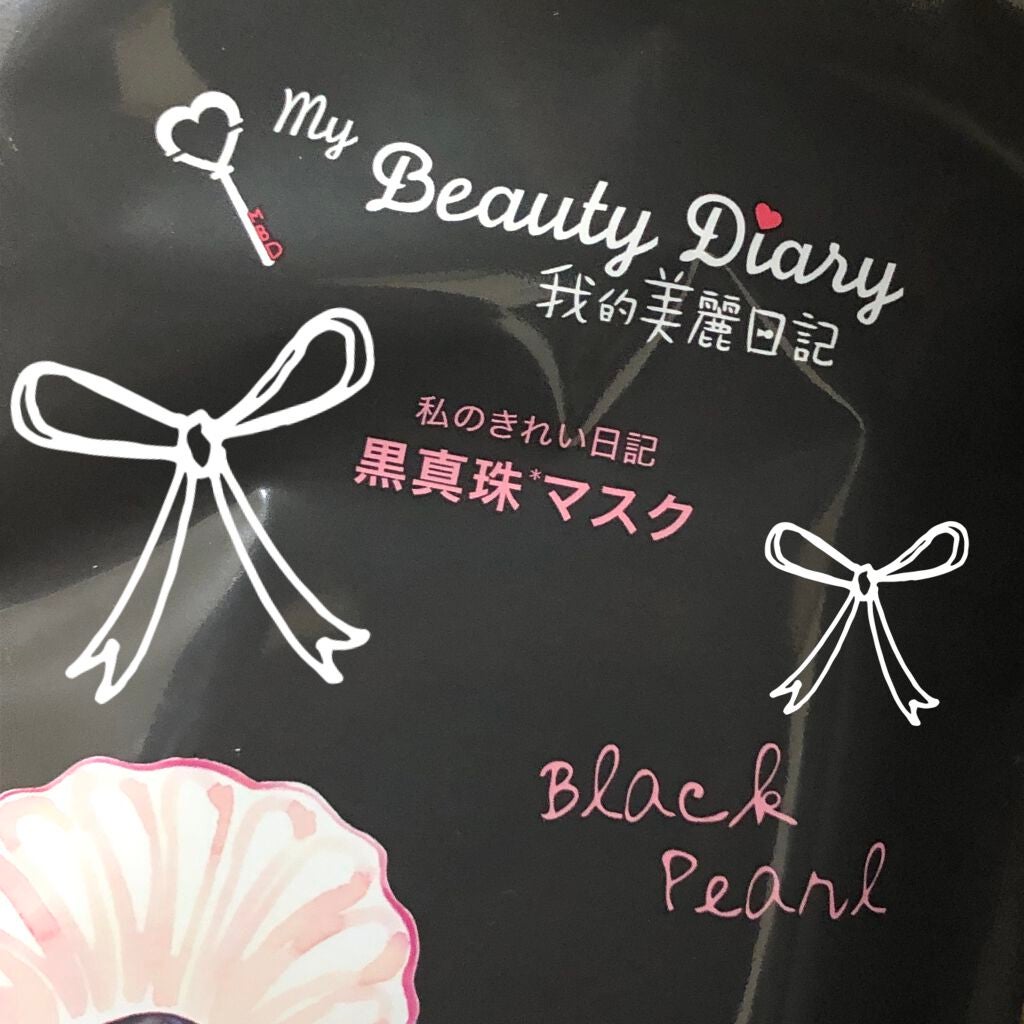 My Beauty Diary
MBD
我的美麗日記
私のきれい日記
黒真珠*マスク
Black
Pearl